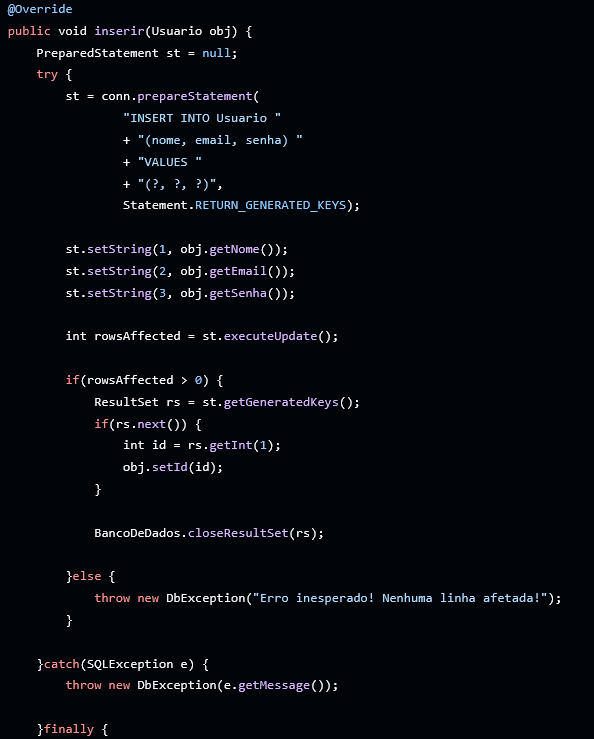 @Override
public void inserir(Usuario obj) {
    PreparedStatement st = null;
    try {
        st = conn.prepareStatement(
                "INSERT INTO Usuario "
                + "(nome, email, senha) "
                + "VALUES "
                + "(?, ?, ?)",
                Statement.RETURN_GENERATED_KEYS);

        st.setString(1, obj.getNome());
        st.setString(2, obj.getEmail());
        st.setString(3, obj.getSenha());

        int rowsAffected = st.executeUpdate();

        if(rowsAffected > 0) {
            ResultSet rs = st.getGeneratedKeys();
            if(rs.next()) {
                int id = rs.getInt(1);
                obj.setId(id);
            }

            BancoDeDados.closeResultSet(rs);

        }else {
            throw new DbException("Erro inesperado! Nenhuma linha afetada!");
        }

    }catch(SQLException e) {
        throw new DbException(e.getMessage());

    }finally {